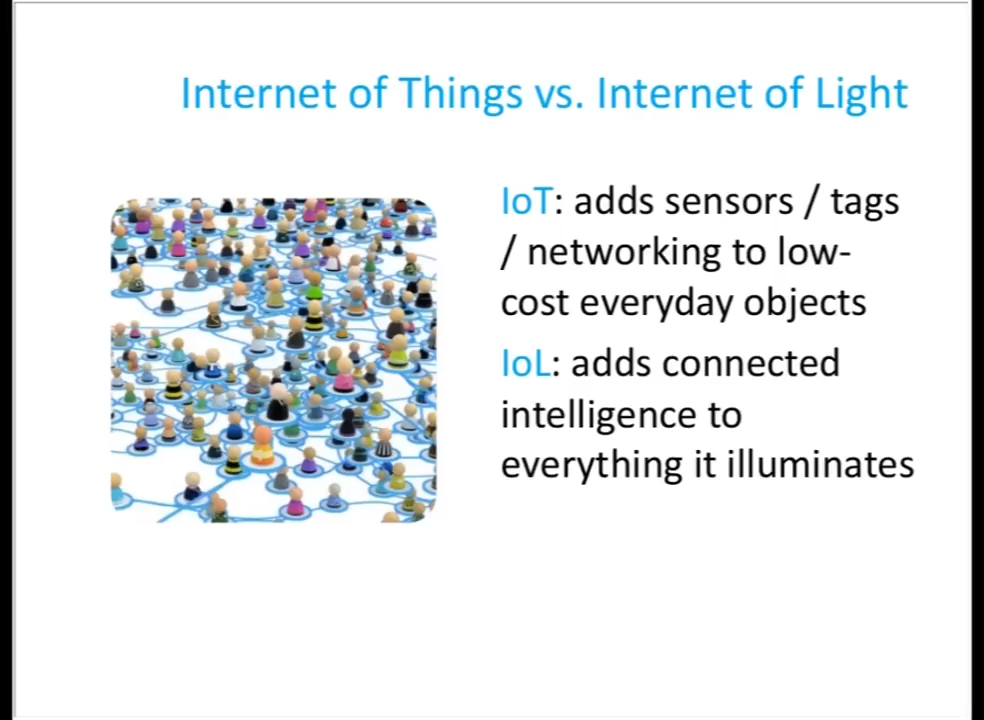 Internet of Things vs. Internet of Light
IoT: adds sensors / tags
/ networking to low-
cost everyday objects
IoL: adds connected
intelligence to
everything it illuminates